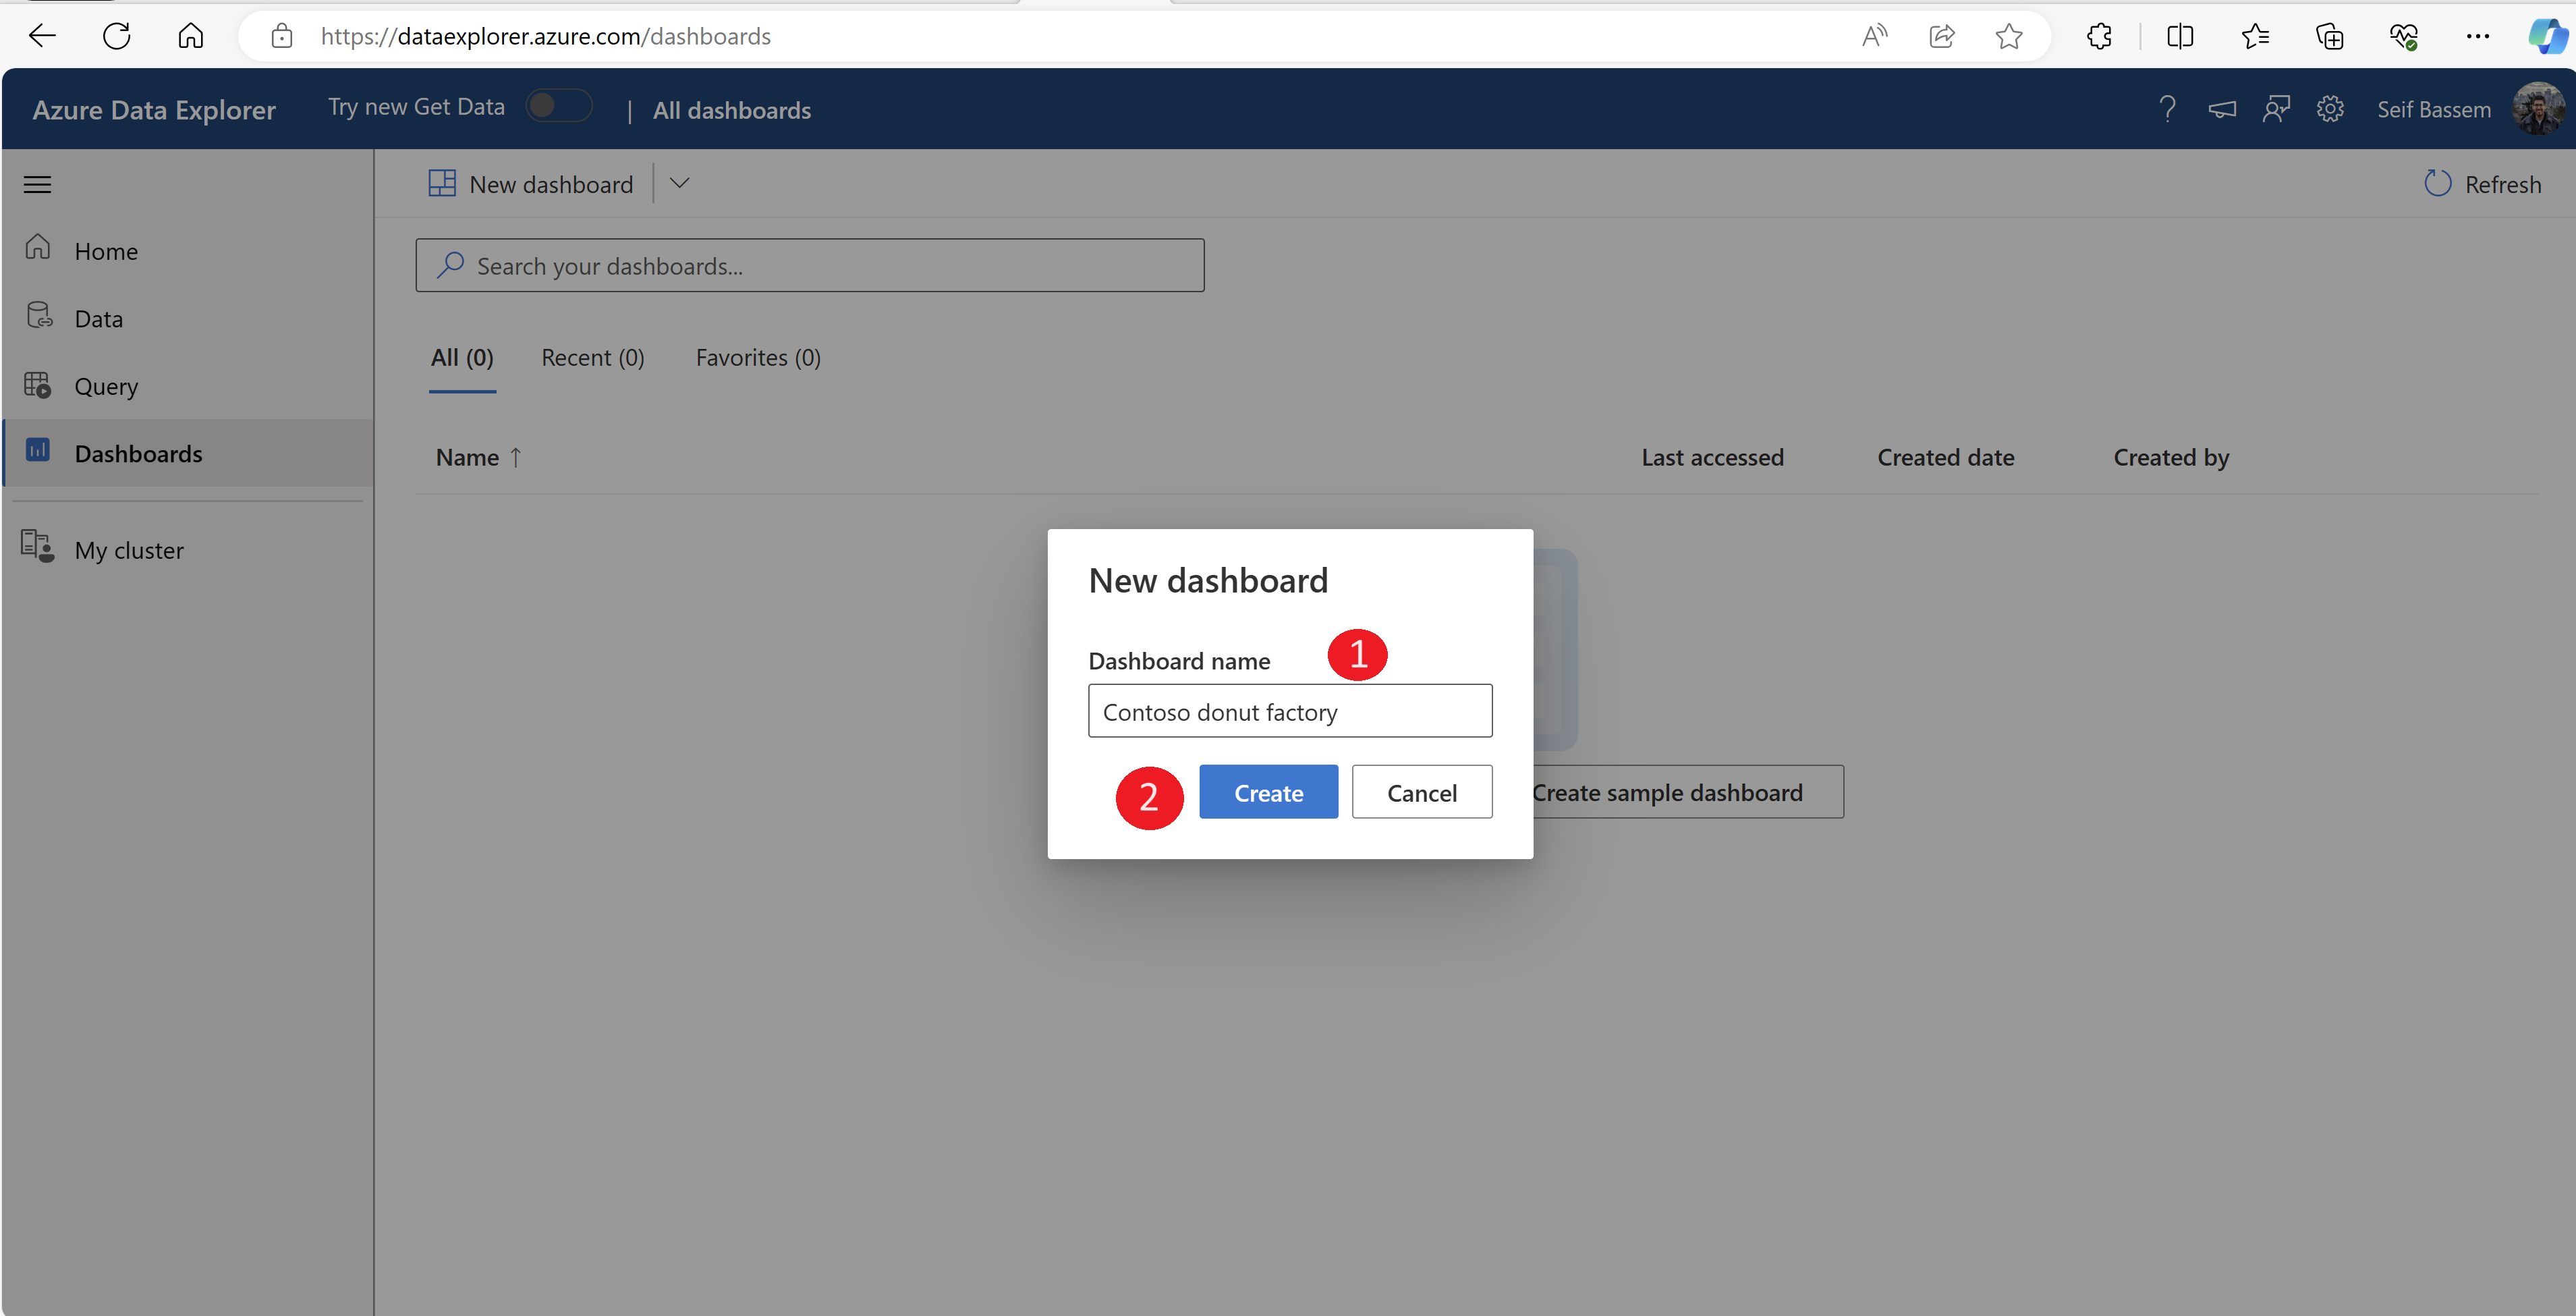 https://dataexplorer.azure.com/dashboards
Azure Data Explorer
Try new Get Data
| All dashboards
Seif Bassem
New dashboard
Refresh
Home
Data
Query
Dashboards
My cluster
Search your dashboards...
All (0) Recent (0) Favorites (0)
Name ↑ Last accessed Created date Created by
New dashboard
Dashboard name 1
Contoso donut factory
2 Create Cancel
Create sample dashboard